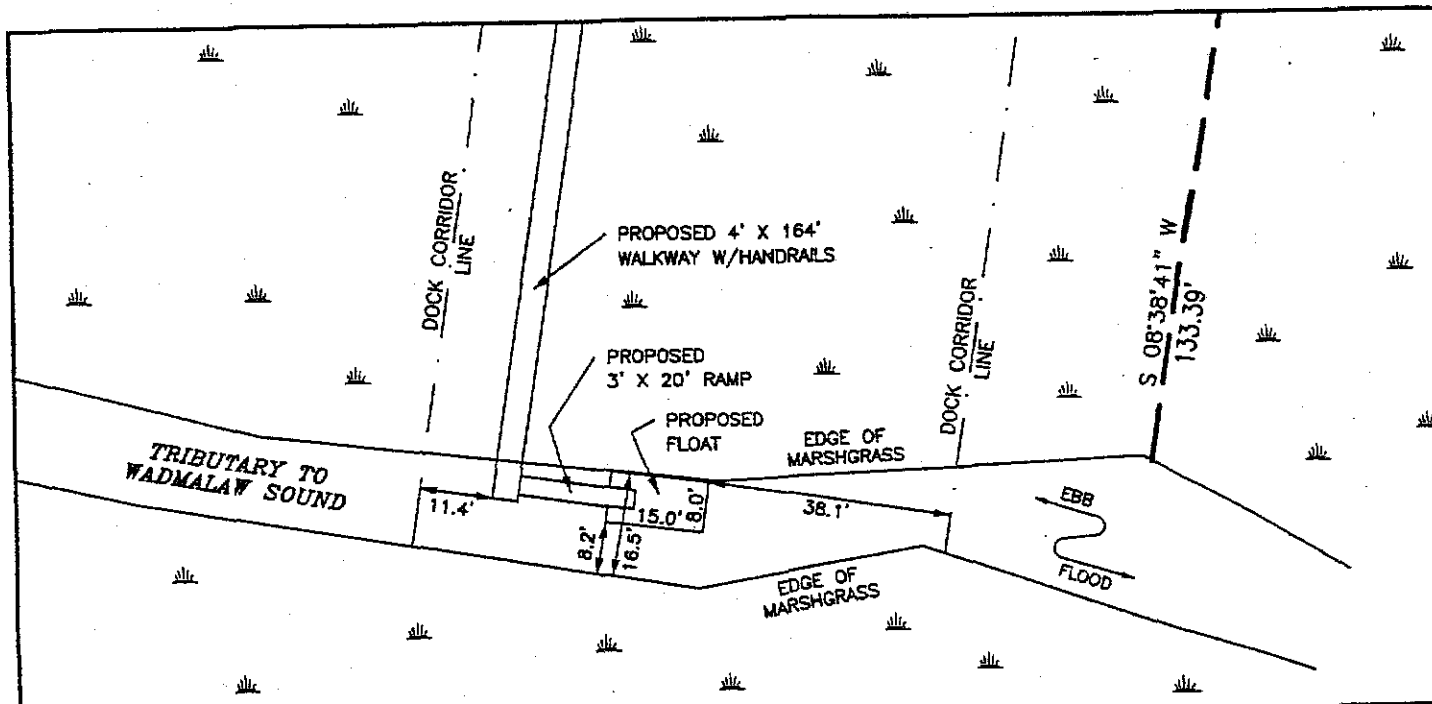 DOCK CORRIDOR
LINE
PROPOSED 4' X 164'
WALKWAY W/HANDRAILS
PROPOSED
3' X 20' RAMP
PROPOSED
FLOAT
EDGE OF
MARSHGRASS
DOCK CORRIDOR
LINE
S 08°38'41" W
133.39'
TRIBUTARY TO
WADMALAW SOUND
11.4'
15.0'
8.0'
38.1'
8.2'
16.5'
EBB
FLOOD
EDGE OF
MARSHGRASS